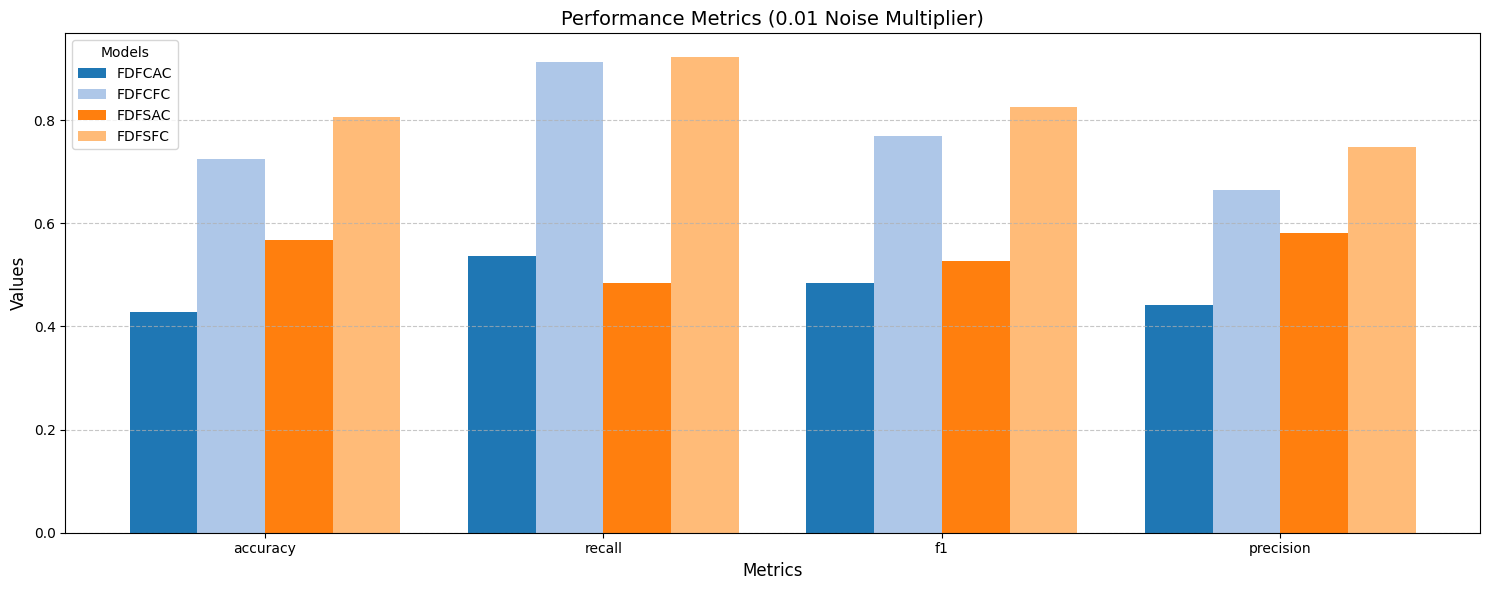 Performance Metrics (0.01 Noise Multiplier)
Models
FDFCAC
FDFCFC
FDFSAC
FDFSFC
Values
0.8
0.6
0.4
0.2
0.0
accuracy
recall
f1
precision
Metrics